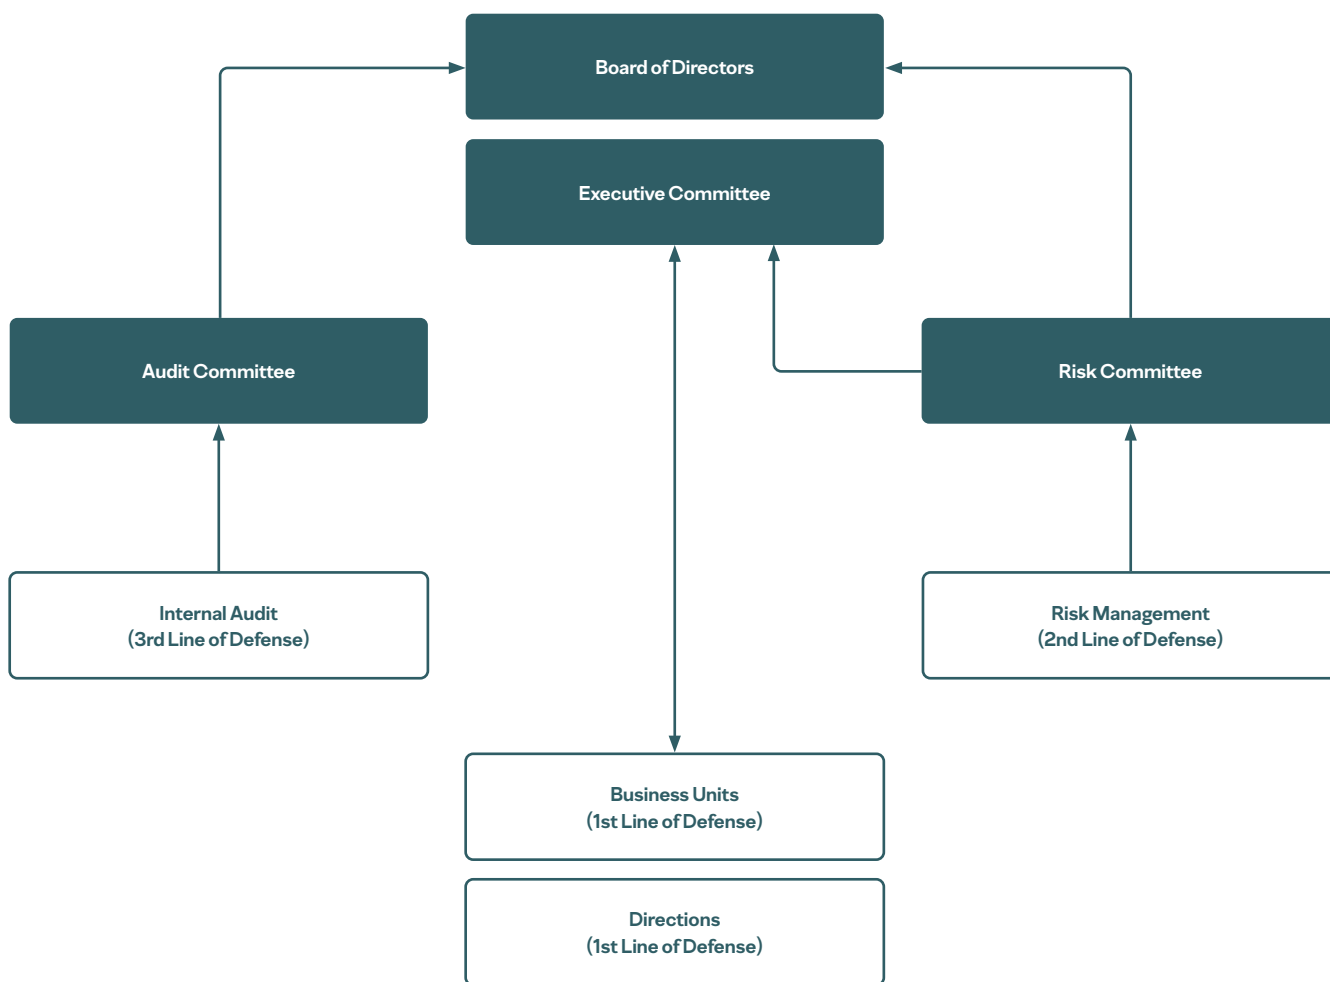 Board of Directors
Executive Committee
Audit Committee
Risk Committee
Internal Audit
(3rd Line of Defense)
Risk Management
(2nd Line of Defense)
Business Units
(1st Line of Defense)
Directions
(1st Line of Defense)